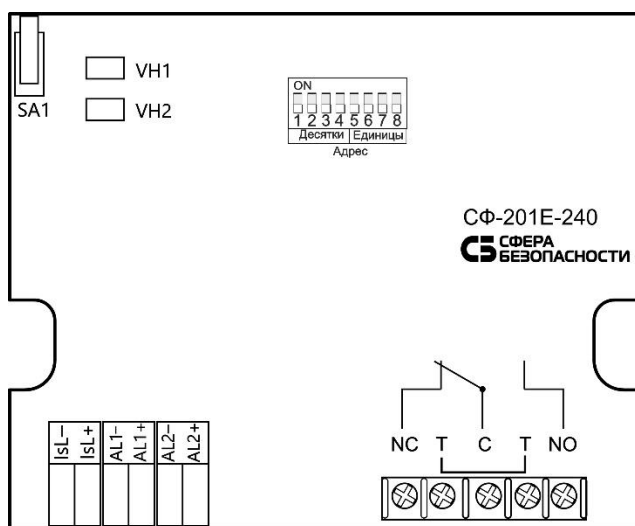 SA1
VH1
VH2
ON
1 2 3 4 5 6 7 8
Десятки Единицы
Адрес
СФ-201Е-240
СБ СФЕРА
БЕЗОПАСНОСТИ
IsL–
IsL+
AL1-
AL1+
AL2-
AL2+
NC T C T NO